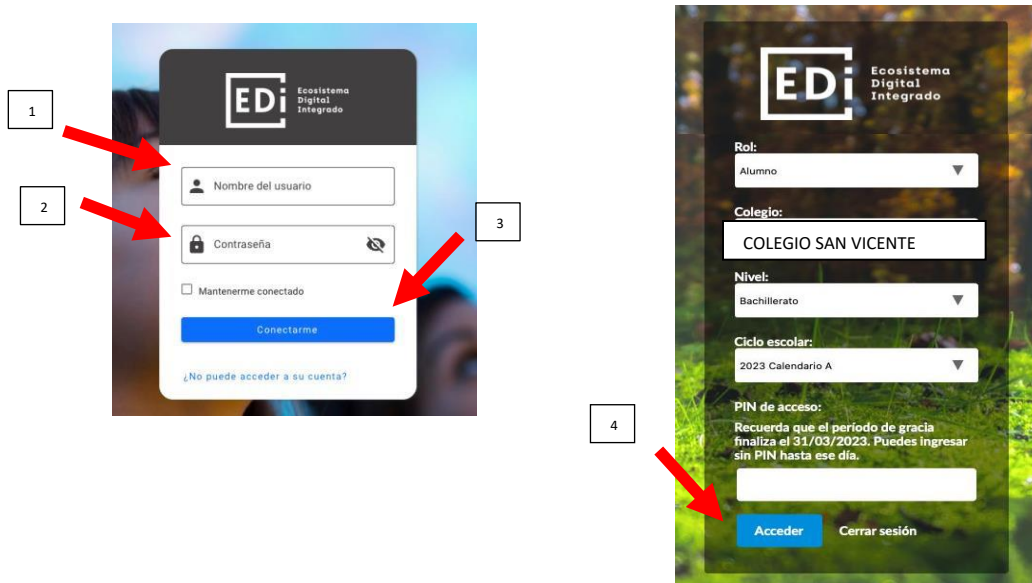 1
2
3
EDi Ecosistema
Digital
Integrado
Nombre del usuario
Contraseña
Mantenerme conectado
Conectarme
¿No puede acceder a su cuenta?
4
EDi Ecosistema
Digital
Integrado
Rol:
Alumno
Colegio:
COLEGIO SAN VICENTE
Nivel:
Bachillerato
Ciclo escolar:
2023 Calendario A
PIN de acceso:
Recuerda que el período de gracia
finaliza el 31/03/2023. Puedes ingresar
sin PIN hasta ese día.
Acceder Cerrar sesión